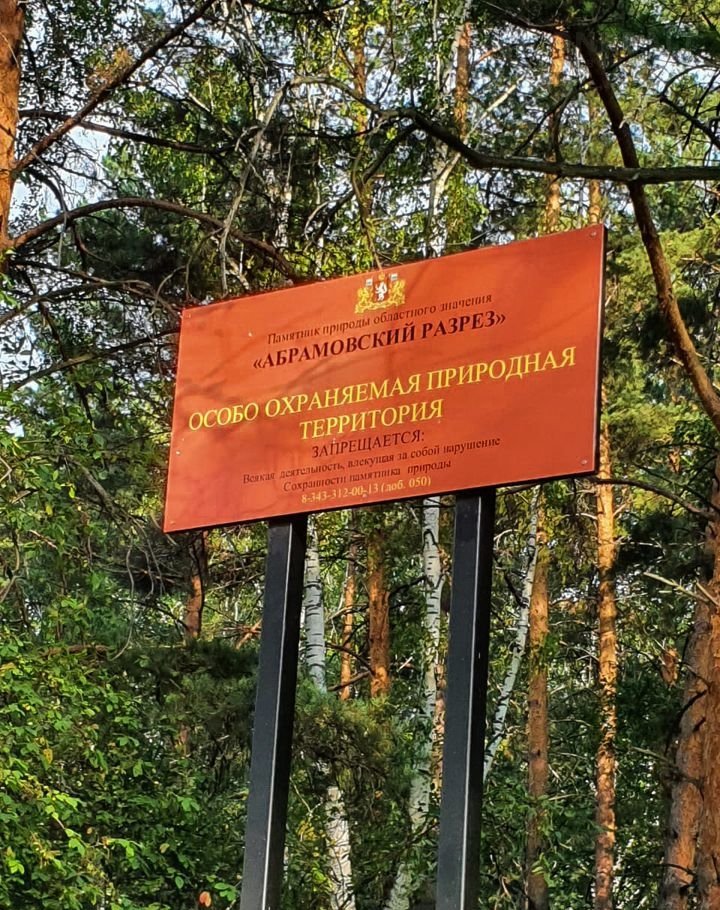 Памятник природы областного значения
«АБРАМОВСКИЙ РАЗРЕЗ»
ОСОБО ОХРАНЯЕМАЯ ПРИРОДНАЯ
ТЕРРИТОРИЯ
ЗАПРЕЩАЕТСЯ:
Всякая деятельность, влекущая за собой нарушение
Сохранности памятника природы
8-343-312-00-13 (доб. 050)